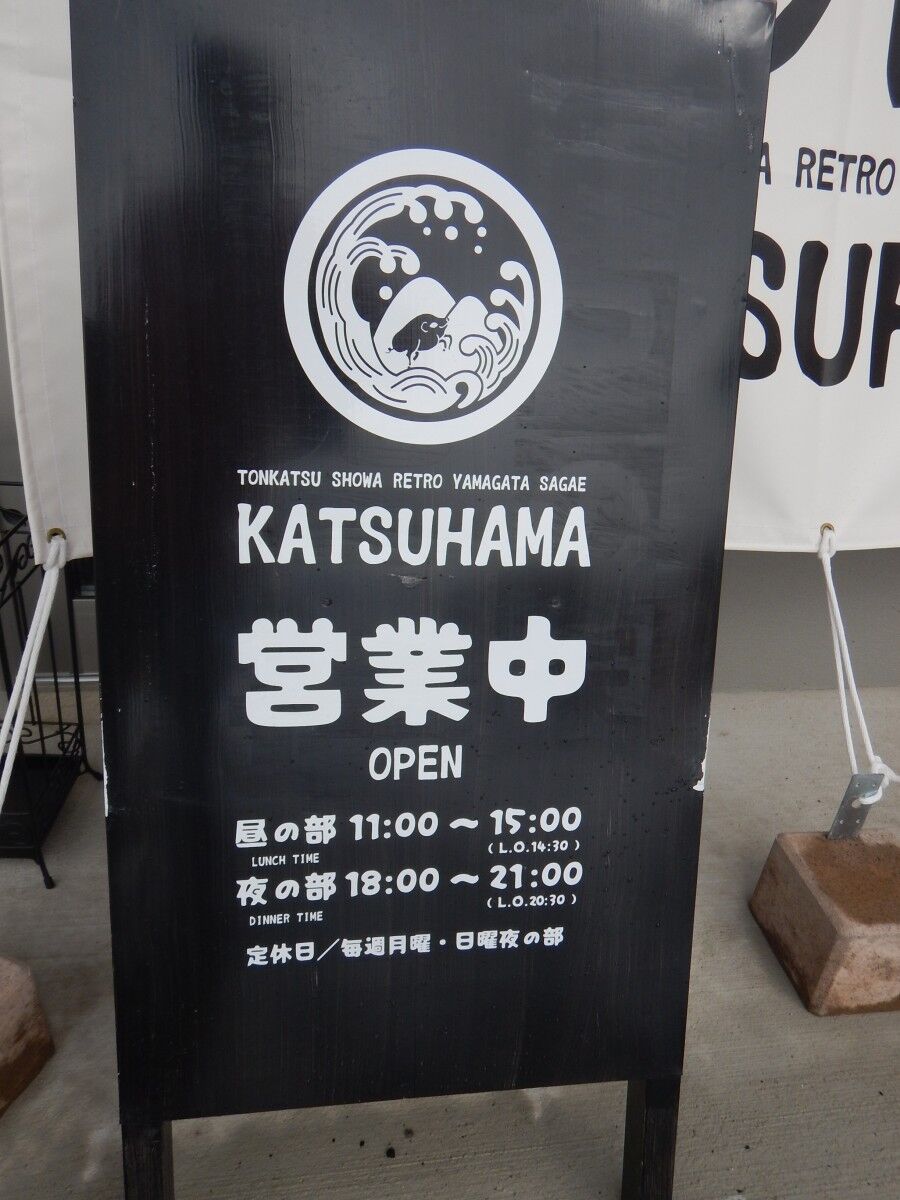 TONKATSU SHOWA RETRO YAMAGATA SAGAE
KATSUHAMA
営業中
OPEN
昼の部 11:00 〜 15:00
LUNCH TIME ( L.O.14:30 )
夜の部 18:00 〜 21:00
DINNER TIME ( L.O.20:30 )
定休日／毎週月曜・日曜夜の部
A RETRO
SUH